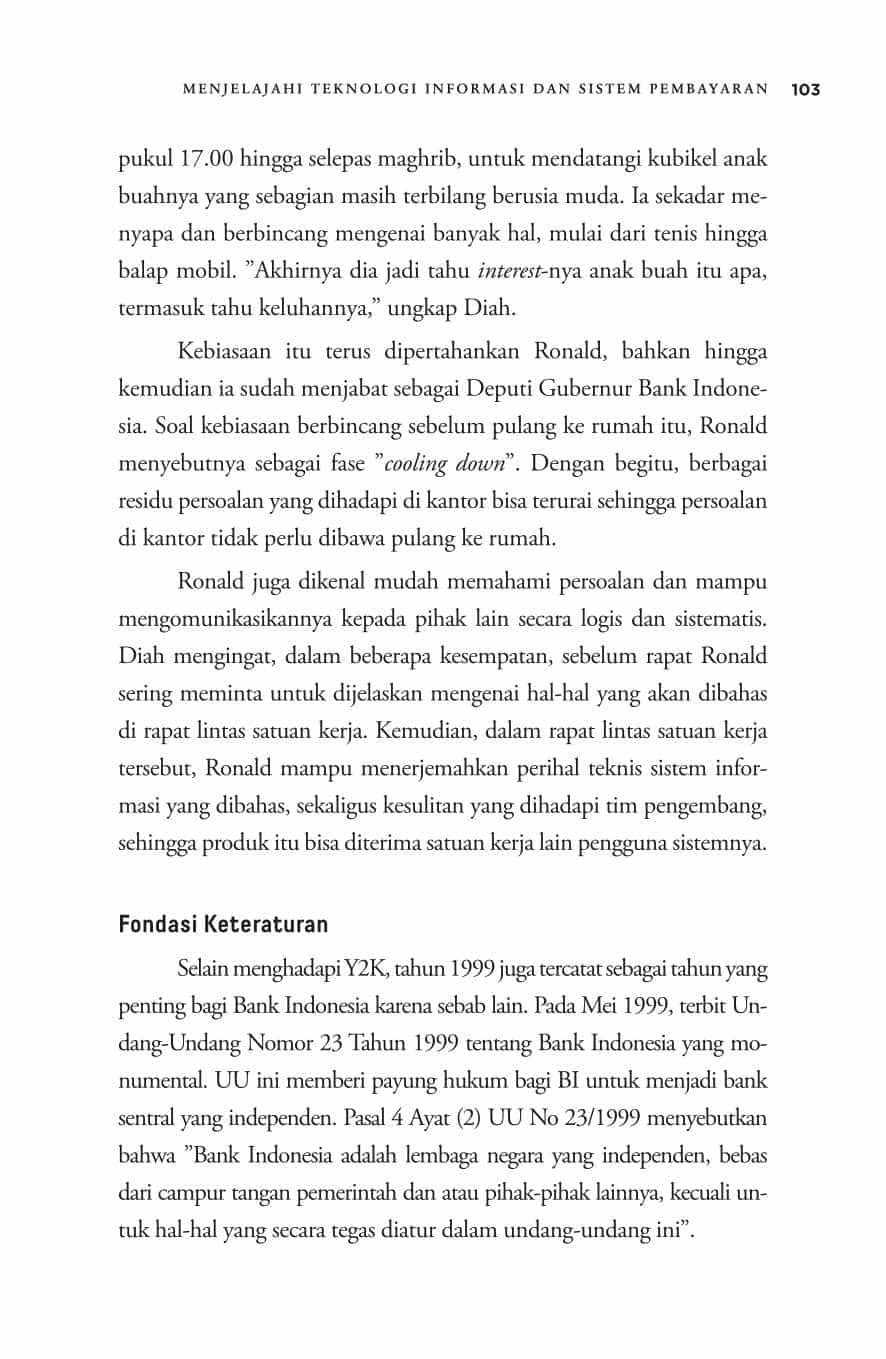 MENJELAJAHI TEKNOLOGI INFORMASI DAN SISTEM PEMBAYARAN 103
pukul 17.00 hingga selepas maghrib, untuk mendatangi kubikel anak
buahnya yang sebagian masih terbilang berusia muda. Ia sekadar me-
nyapa dan berbincang mengenai banyak hal, mulai dari tenis hingga
balap mobil. ”Akhirnya dia jadi tahu interest-nya anak buah itu apa,
termasuk tahu keluhannya,” ungkap Diah.
Kebiasaan itu terus dipertahankan Ronald, bahkan hingga
kemudian ia sudah menjabat sebagai Deputi Gubernur Bank Indone-
sia. Soal kebiasaan berbincang sebelum pulang ke rumah itu, Ronald
menyebutnya sebagai fase ”cooling down”. Dengan begitu, berbagai
residu persoalan yang dihadapi di kantor bisa terurai sehingga persoalan
di kantor tidak perlu dibawa pulang ke rumah.
Ronald juga dikenal mudah memahami persoalan dan mampu
mengomunikasikannya kepada pihak lain secara logis dan sistematis.
Diah mengingat, dalam beberapa kesempatan, sebelum rapat Ronald
sering meminta untuk dijelaskan mengenai hal-hal yang akan dibahas
di rapat lintas satuan kerja. Kemudian, dalam rapat lintas satuan kerja
tersebut, Ronald mampu menerjemahkan perihal teknis sistem infor-
masi yang dibahas, sekaligus kesulitan yang dihadapi tim pengembang,
sehingga produk itu bisa diterima satuan kerja lain pengguna sistemnya.
Fondasi Keteraturan
Selain menghadapi Y2K, tahun 1999 juga tercatat sebagai tahun yang
penting bagi Bank Indonesia karena sebab lain. Pada Mei 1999, terbit Un-
dang-Undang Nomor 23 Tahun 1999 tentang Bank Indonesia yang mo-
numental. UU ini memberi payung hukum bagi BI untuk menjadi bank
sentral yang independen. Pasal 4 Ayat (2) UU No 23/1999 menyebutkan
bahwa ”Bank Indonesia adalah lembaga negara yang independen, bebas
dari campur tangan pemerintah dan atau pihak-pihak lainnya, kecuali un-
tuk hal-hal yang secara tegas diatur dalam undang-undang ini”.